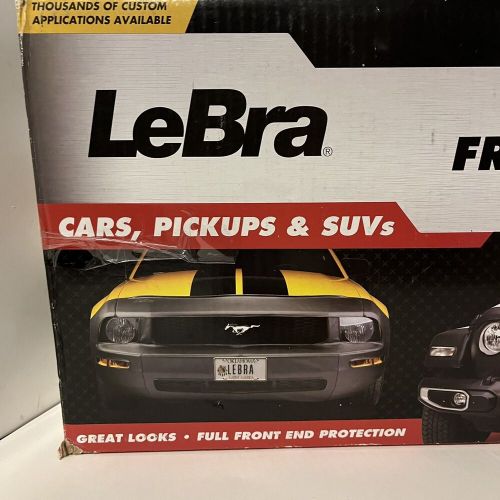 THOUSANDS OF CUSTOM
APPLICATIONS AVAILABLE
LeBra®
FR
CARS, PICKUPS & SUVs
LEBRA
GREAT LOOKS • FULL FRONT END PROTECTION